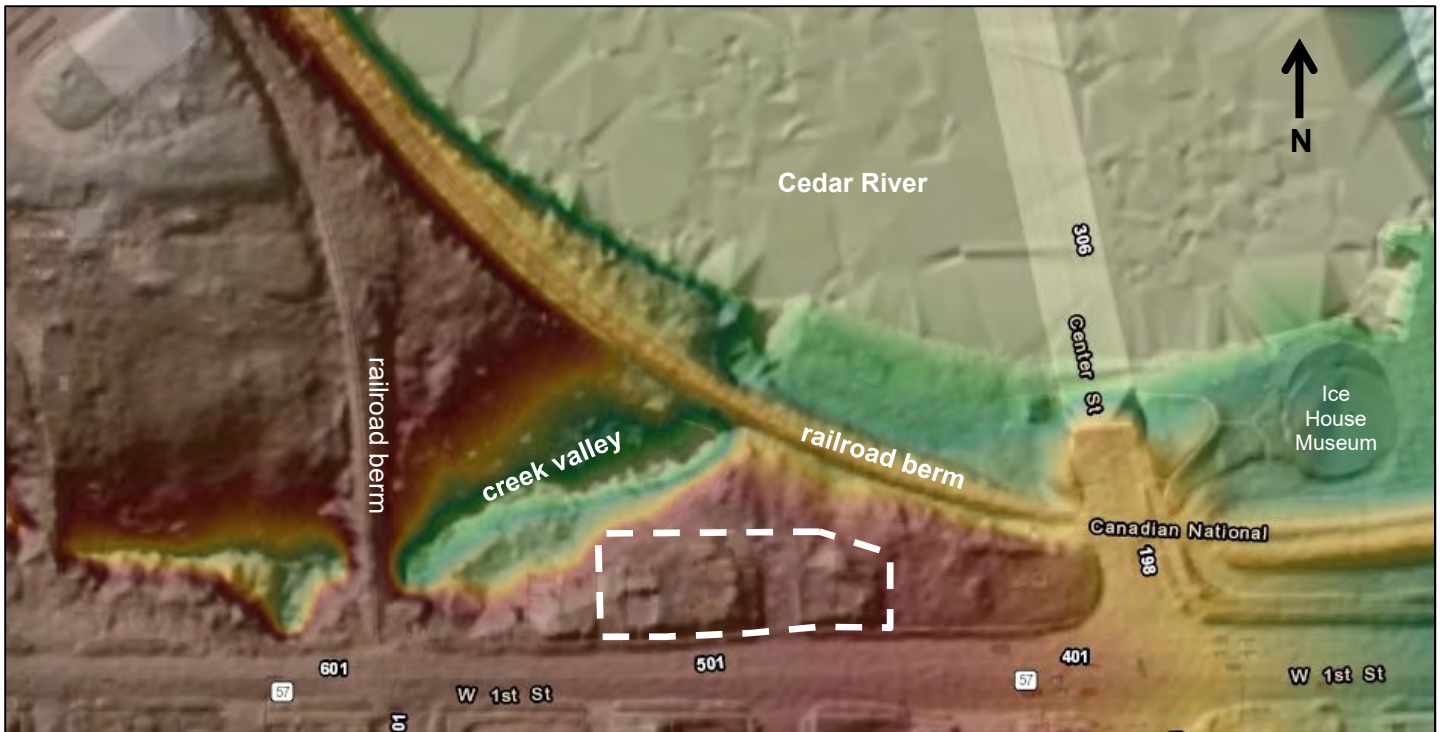 N
Cedar River
306
Center St
Ice
House
Museum
railroad berm
creek valley
railroad berm
Canadian National
198
601
501
401
57
57
W 1st St
W 1st St
10